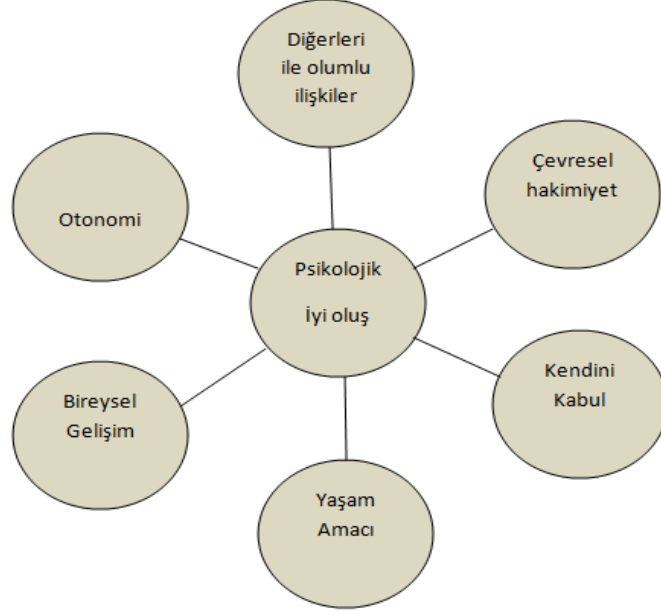 Diğerleri
ile olumlu
ilişkiler
Çevresel
hakimiyet
Otonomi
Psikolojik
İyi oluş
Kendini
Kabul
Bireysel
Gelişim
Yaşam
Amacı